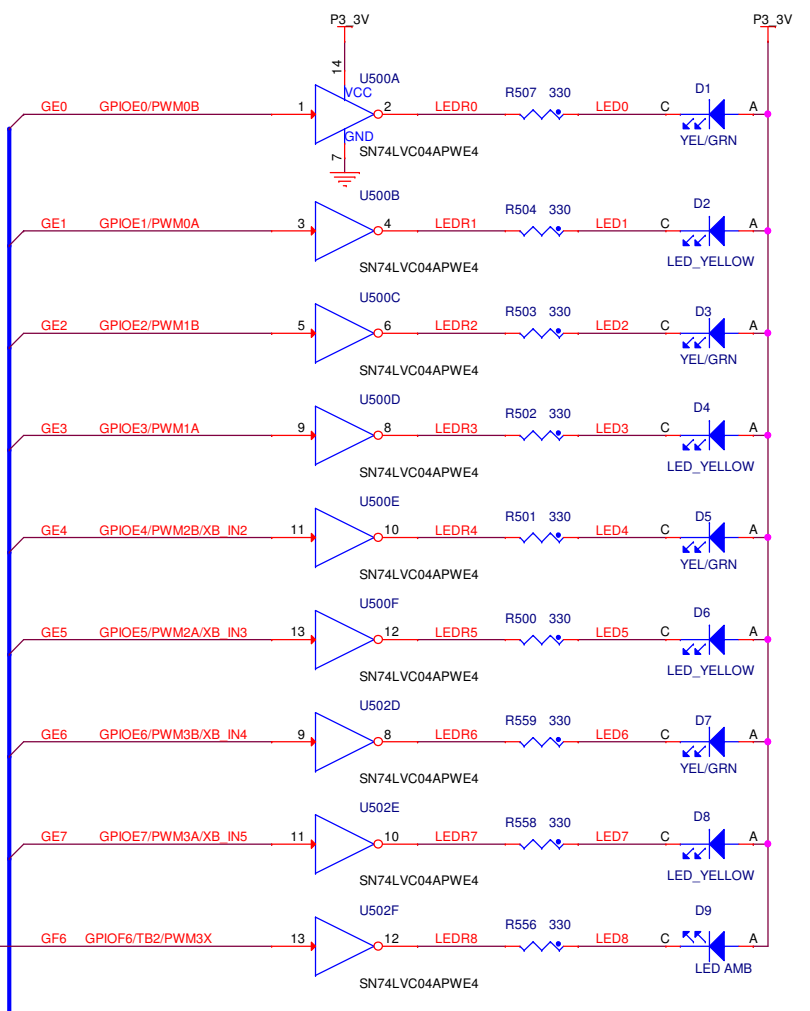 P3_3V P3_3V
14 U500A
VCC R507 330 D1
GE0 GPIOE0/PWM0B 1 2 LEDR0 LED0 C A
GND YEL/GRN
7 SN74LVC04APWE4
U500B
R504 330 D2
GE1 GPIOE1/PWM0A 3 4 LEDR1 LED1 C A
SN74LVC04APWE4 LED_YELLOW
U500C
R503 330 D3
GE2 GPIOE2/PWM1B 5 6 LEDR2 LED2 C A
SN74LVC04APWE4 YEL/GRN
U500D
R502 330 D4
GE3 GPIOE3/PWM1A 9 8 LEDR3 LED3 C A
SN74LVC04APWE4 LED_YELLOW
U500E
R501 330 D5
GE4 GPIOE4/PWM2B/XB_IN2 11 10 LEDR4 LED4 C A
SN74LVC04APWE4 YEL/GRN
U500F
R500 330 D6
GE5 GPIOE5/PWM2A/XB_IN3 13 12 LEDR5 LED5 C A
SN74LVC04APWE4 LED_YELLOW
U502D
R559 330 D7
GE6 GPIOE6/PWM3B/XB_IN4 9 8 LEDR6 LED6 C A
SN74LVC04APWE4 YEL/GRN
U502E
R558 330 D8
GE7 GPIOE7/PWM3A/XB_IN5 11 10 LEDR7 LED7 C A
SN74LVC04APWE4 LED_YELLOW
U502F
R556 330 D9
GF6 GPIOF6/TB2/PWM3X 13 12 LEDR8 LED8 C A
SN74LVC04APWE4 LED AMB